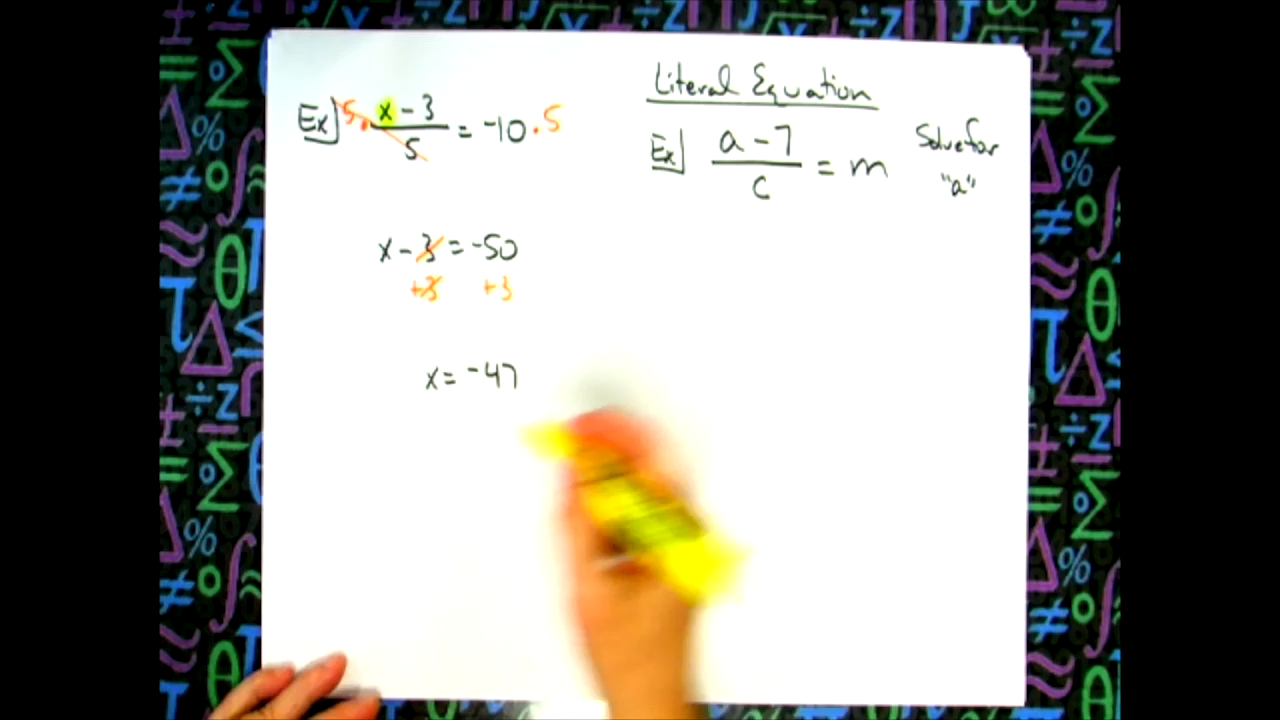 Ex] 5 · x - 3 / 5 = -10 · 5
x - 3 = -50
+3 +3
x = -47
Literal Equation
Ex] a - 7 / c = m
Solve for
"a"